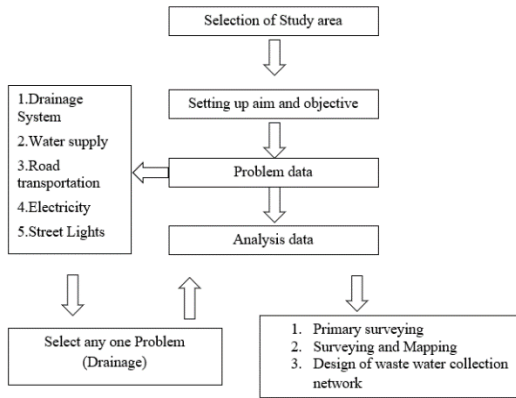 Selection of Study area
Setting up aim and objective
1.Drainage
System
2.Water supply
3.Road
transportation
4.Electricity
5.Street Lights
Problem data
Analysis data
Select any one Problem
(Drainage)
1. Primary surveying
2. Surveying and Mapping
3. Design of waste water collection
network